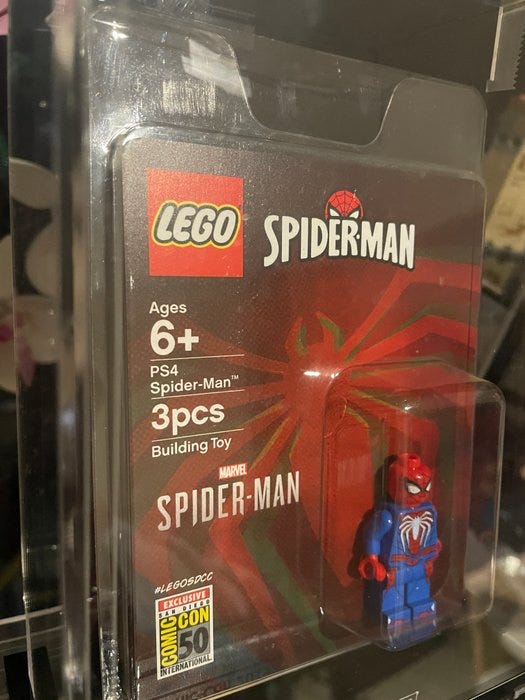 LEGO
SPIDER-MAN
Ages
6+
PS4
Spider-Man™
3pcs
Building Toy
MARVEL
SPIDER-MAN
#LEGOSDCC
EXCLUSIVE
SAN DIEGO
COMIC CON
50
INTERNATIONAL